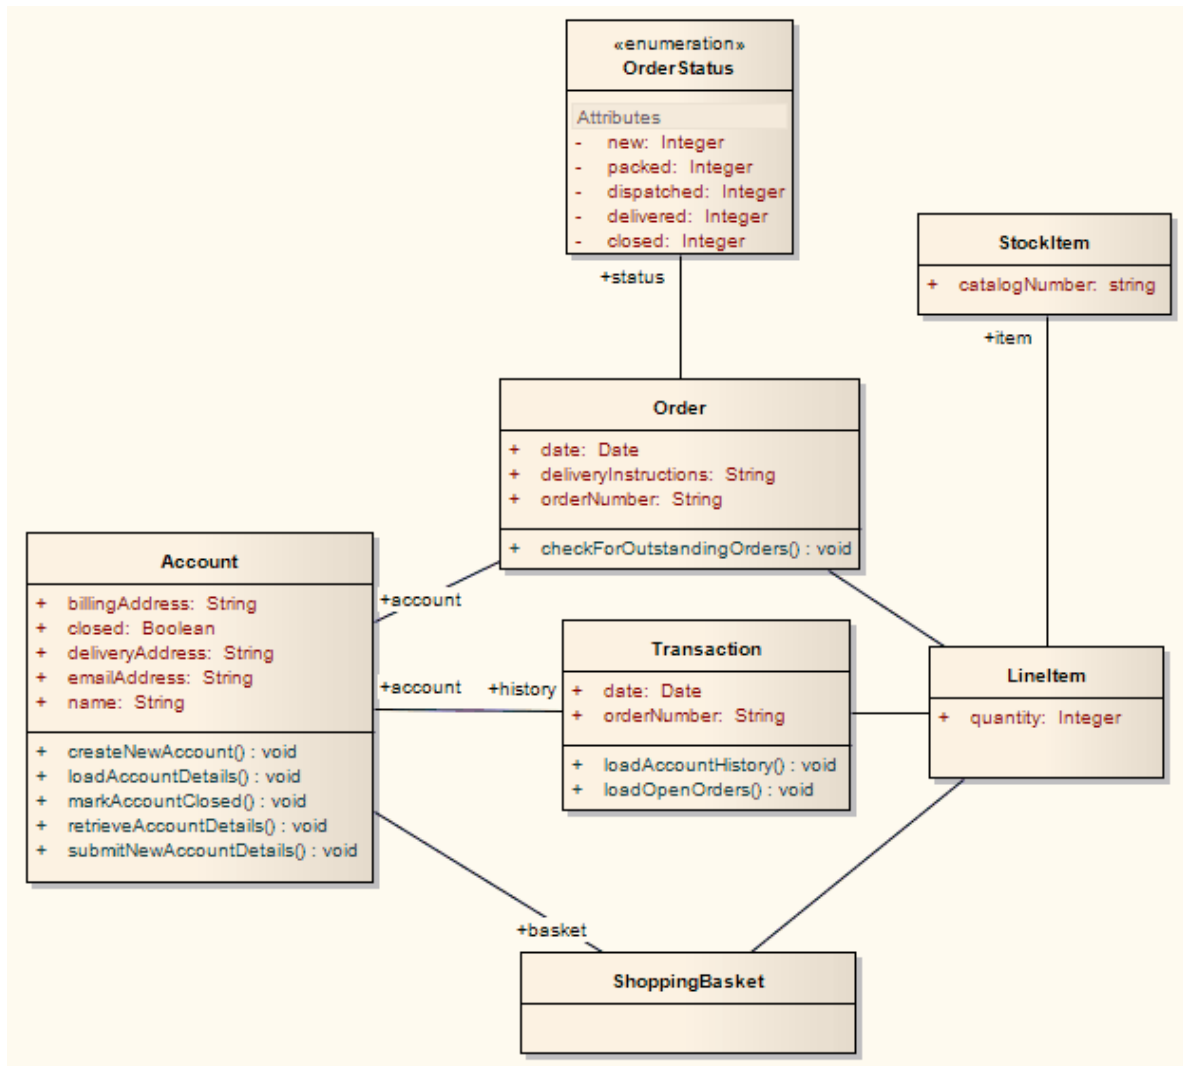 «enumeration»
OrderStatus
Attributes
- new: Integer
- packed: Integer
- dispatched: Integer
- delivered: Integer
- closed: Integer
+status
StockItem
+ catalogNumber: string
+item
Order
+ date: Date
+ deliveryInstructions: String
+ orderNumber: String
+ checkForOutstandingOrders() : void
Account
+ billingAddress: String
+ closed: Boolean
+ deliveryAddress: String
+ emailAddress: String
+ name: String
+ createNewAccount() : void
+ loadAccountDetails() : void
+ markAccountClosed() : void
+ retrieveAccountDetails() : void
+ submitNewAccountDetails() : void
+account
+account
+history
Transaction
+ date: Date
+ orderNumber: String
+ loadAccountHistory() : void
+ loadOpenOrders() : void
LineItem
+ quantity: Integer
+basket
ShoppingBasket